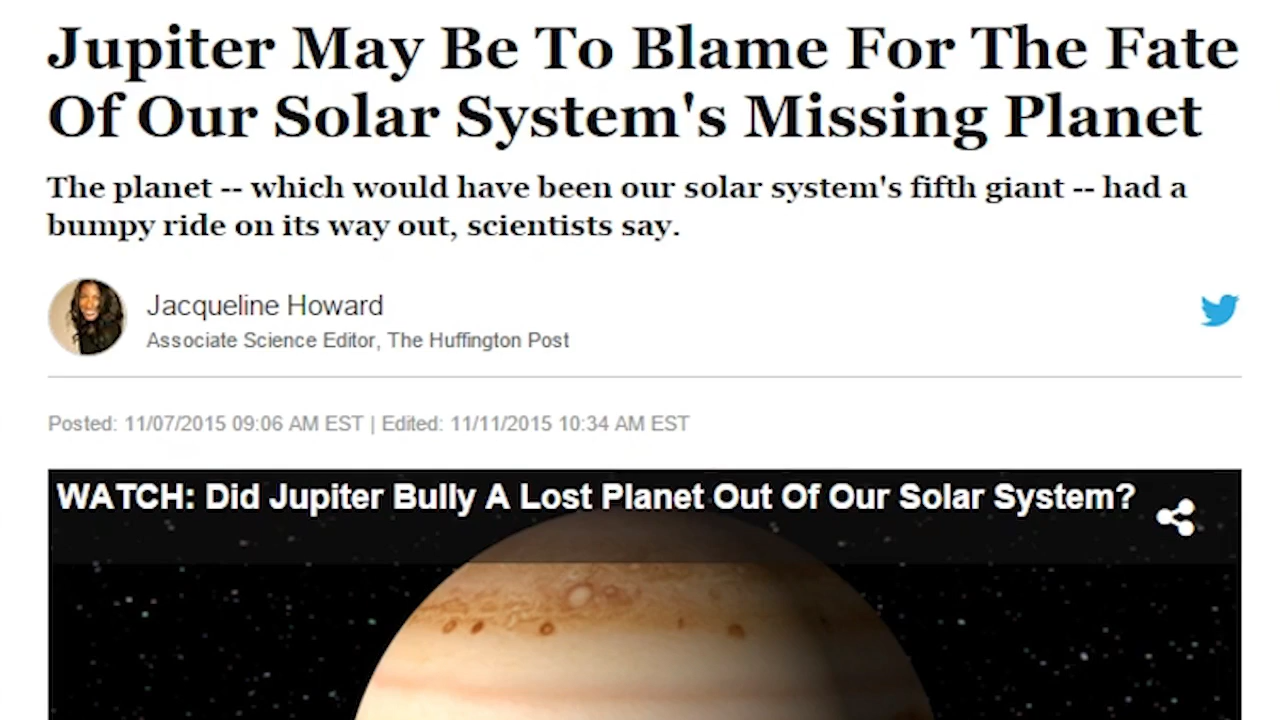 Jupiter May Be To Blame For The Fate
Of Our Solar System's Missing Planet
The planet -- which would have been our solar system's fifth giant -- had a
bumpy ride on its way out, scientists say.
Jacqueline Howard
Associate Science Editor, The Huffington Post
Posted: 11/07/2015 09:06 AM EST | Edited: 11/11/2015 10:34 AM EST
WATCH: Did Jupiter Bully A Lost Planet Out Of Our Solar System?